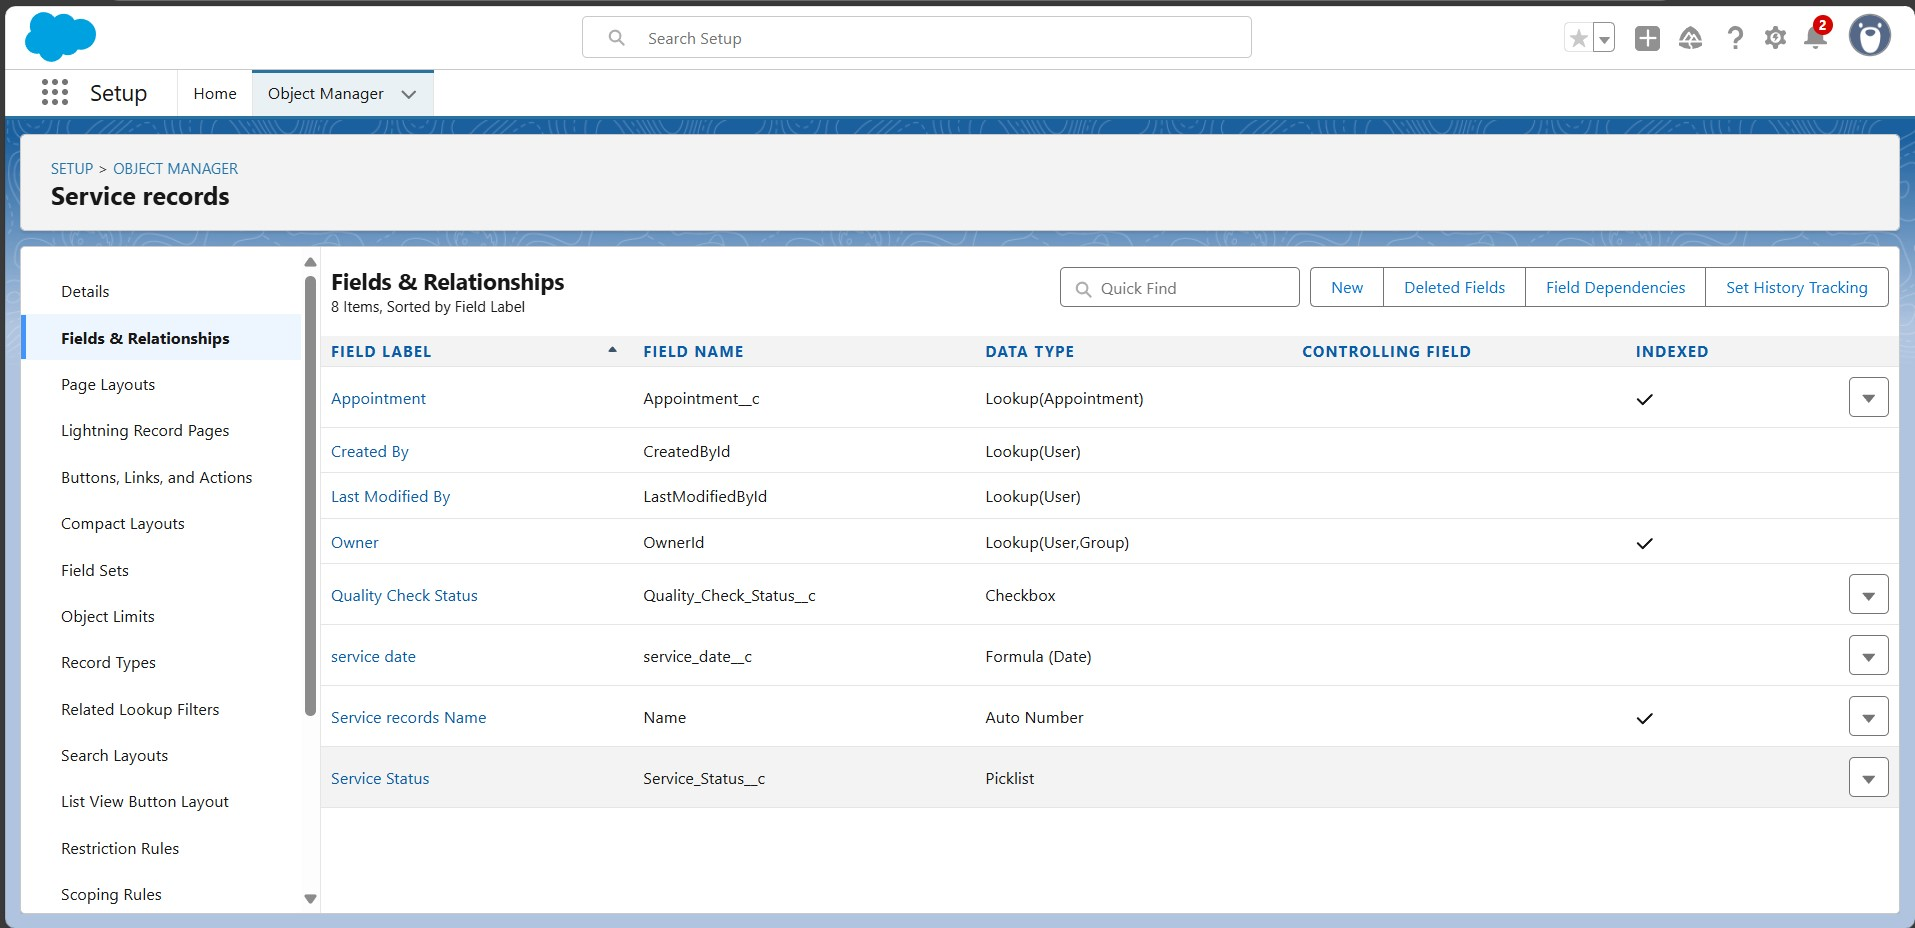 Search Setup
2
Setup
Home
Object Manager
SETUP > OBJECT MANAGER
Service records
Details
Fields & Relationships
Page Layouts
Lightning Record Pages
Buttons, Links, and Actions
Compact Layouts
Field Sets
Object Limits
Record Types
Related Lookup Filters
Search Layouts
List View Button Layout
Restriction Rules
Scoping Rules
Fields & Relationships
8 Items, Sorted by Field Label
Quick Find
New
Deleted Fields
Field Dependencies
Set History Tracking
FIELD LABEL FIELD NAME DATA TYPE CONTROLLING FIELD INDEXED
Appointment Appointment__c Lookup(Appointment)
Created By CreatedById Lookup(User)
Last Modified By LastModifiedById Lookup(User)
Owner OwnerId Lookup(User,Group)
Quality Check Status Quality_Check_Status__c Checkbox
service date service_date__c Formula (Date)
Service records Name Name Auto Number
Service Status Service_Status__c Picklist